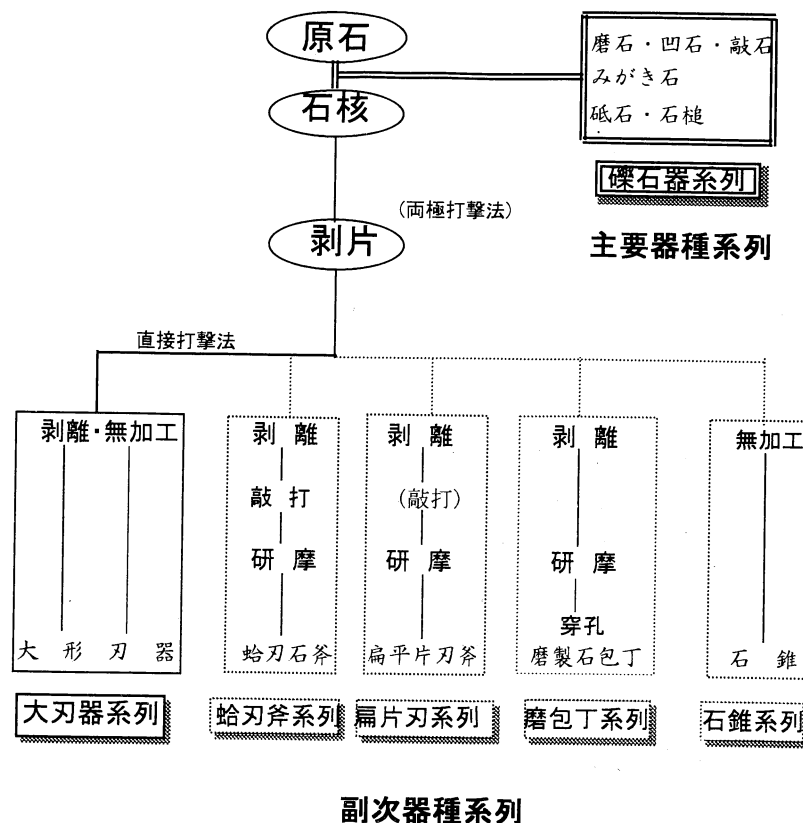 原石
磨石・凹石・敲石
みがき石
砥石・石槌
石核
礫石器系列
(両極打撃法)
剥片
主要器種系列
直接打撃法
剥離・無加工
大形刃器
大刃器系列
剥離
敲打
研摩
蛤刃石斧
蛤刃斧系列
剥離
(敲打)
研摩
扁平片刃斧
扁片刃系列
剥離
研摩
穿孔
磨製石包丁
磨包丁系列
無加工
石錐
石錐系列
副次器種系列